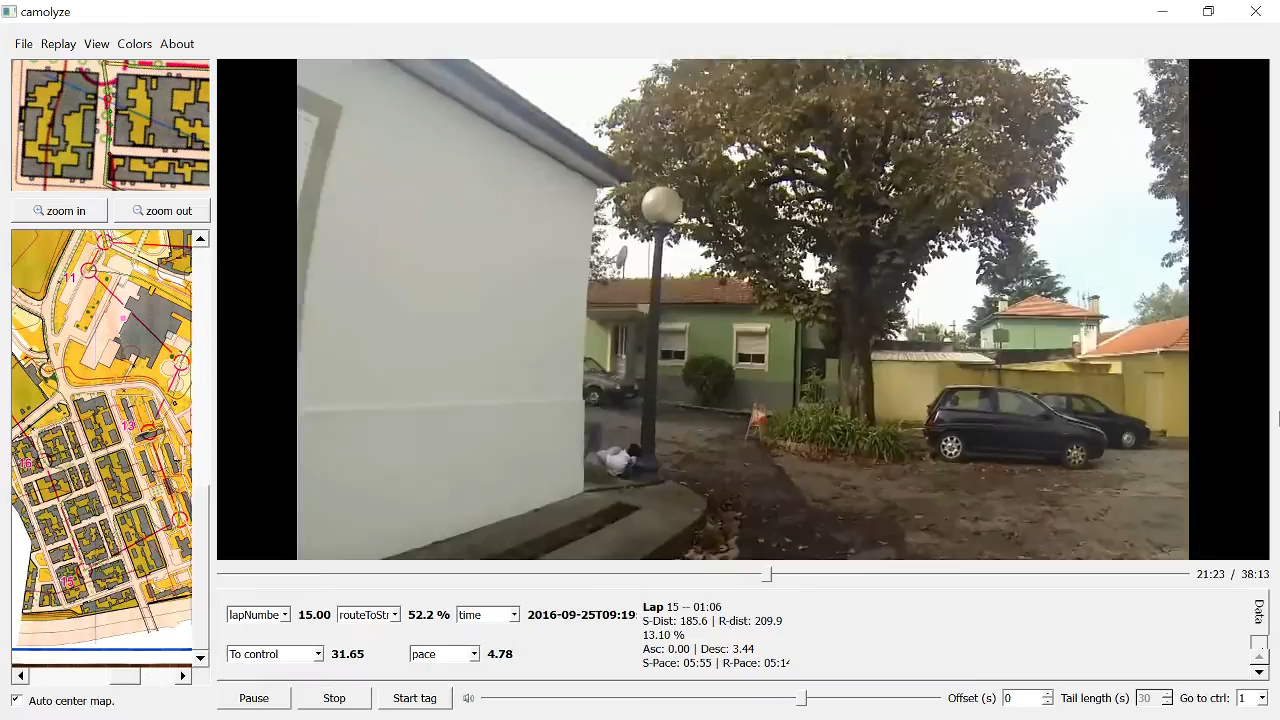 camolyze
File Replay View Colors About
zoom in
zoom out
11
13
16
15
21:23 / 38:13
lapNumbe 15.00 routeToStr 52.2 % time 2016-09-25T09:19:
To control 31.65 pace 4.78
Lap 15 -- 01:06
S-Dist: 185.6 | R-dist: 209.9
13.10 %
Asc: 0.00 | Desc: 3.44
S-Pace: 05:55 | R-Pace: 05:14
Data
Auto center map.
Pause
Stop
Start tag
Offset (s) 0
Tail length (s) 30
Go to ctrl: 1